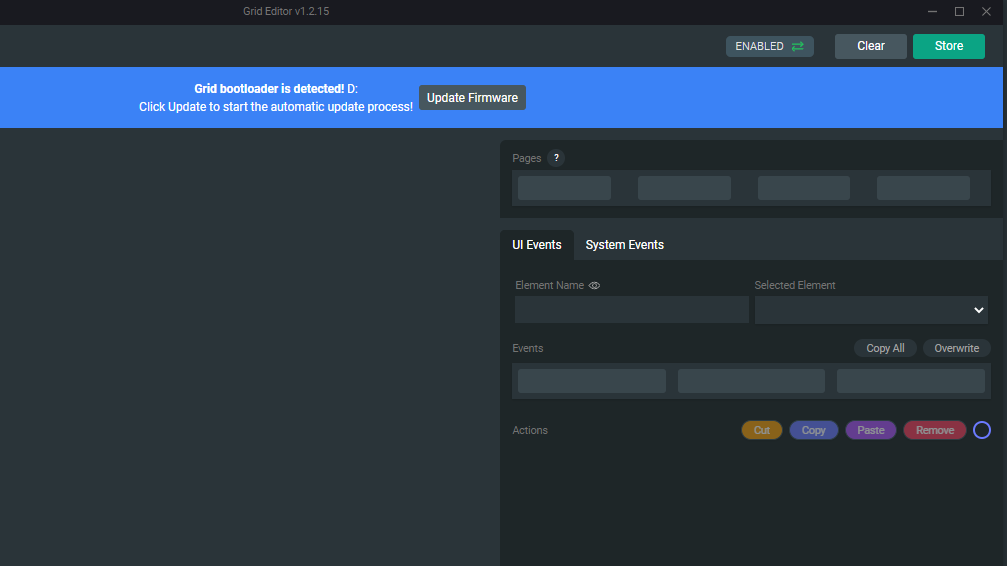 Grid Editor v1.2.15
ENABLED
Clear
Store
Grid bootloader is detected! D:
Click Update to start the automatic update process!
Update Firmware
Pages ?
UI Events
System Events
Element Name
Selected Element
Events
Copy All
Overwrite
Actions
Cut
Copy
Paste
Remove